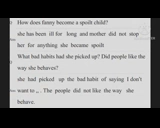 How does funny become a spoilt child?
she has been ill for long and mother did not stop
her for anything she became spoilt
What bad habits had she picked up? Did people like the
way she behaves?
she had picked up the bad habit of saying I don't
want to .. The people did not like the way she
behave.